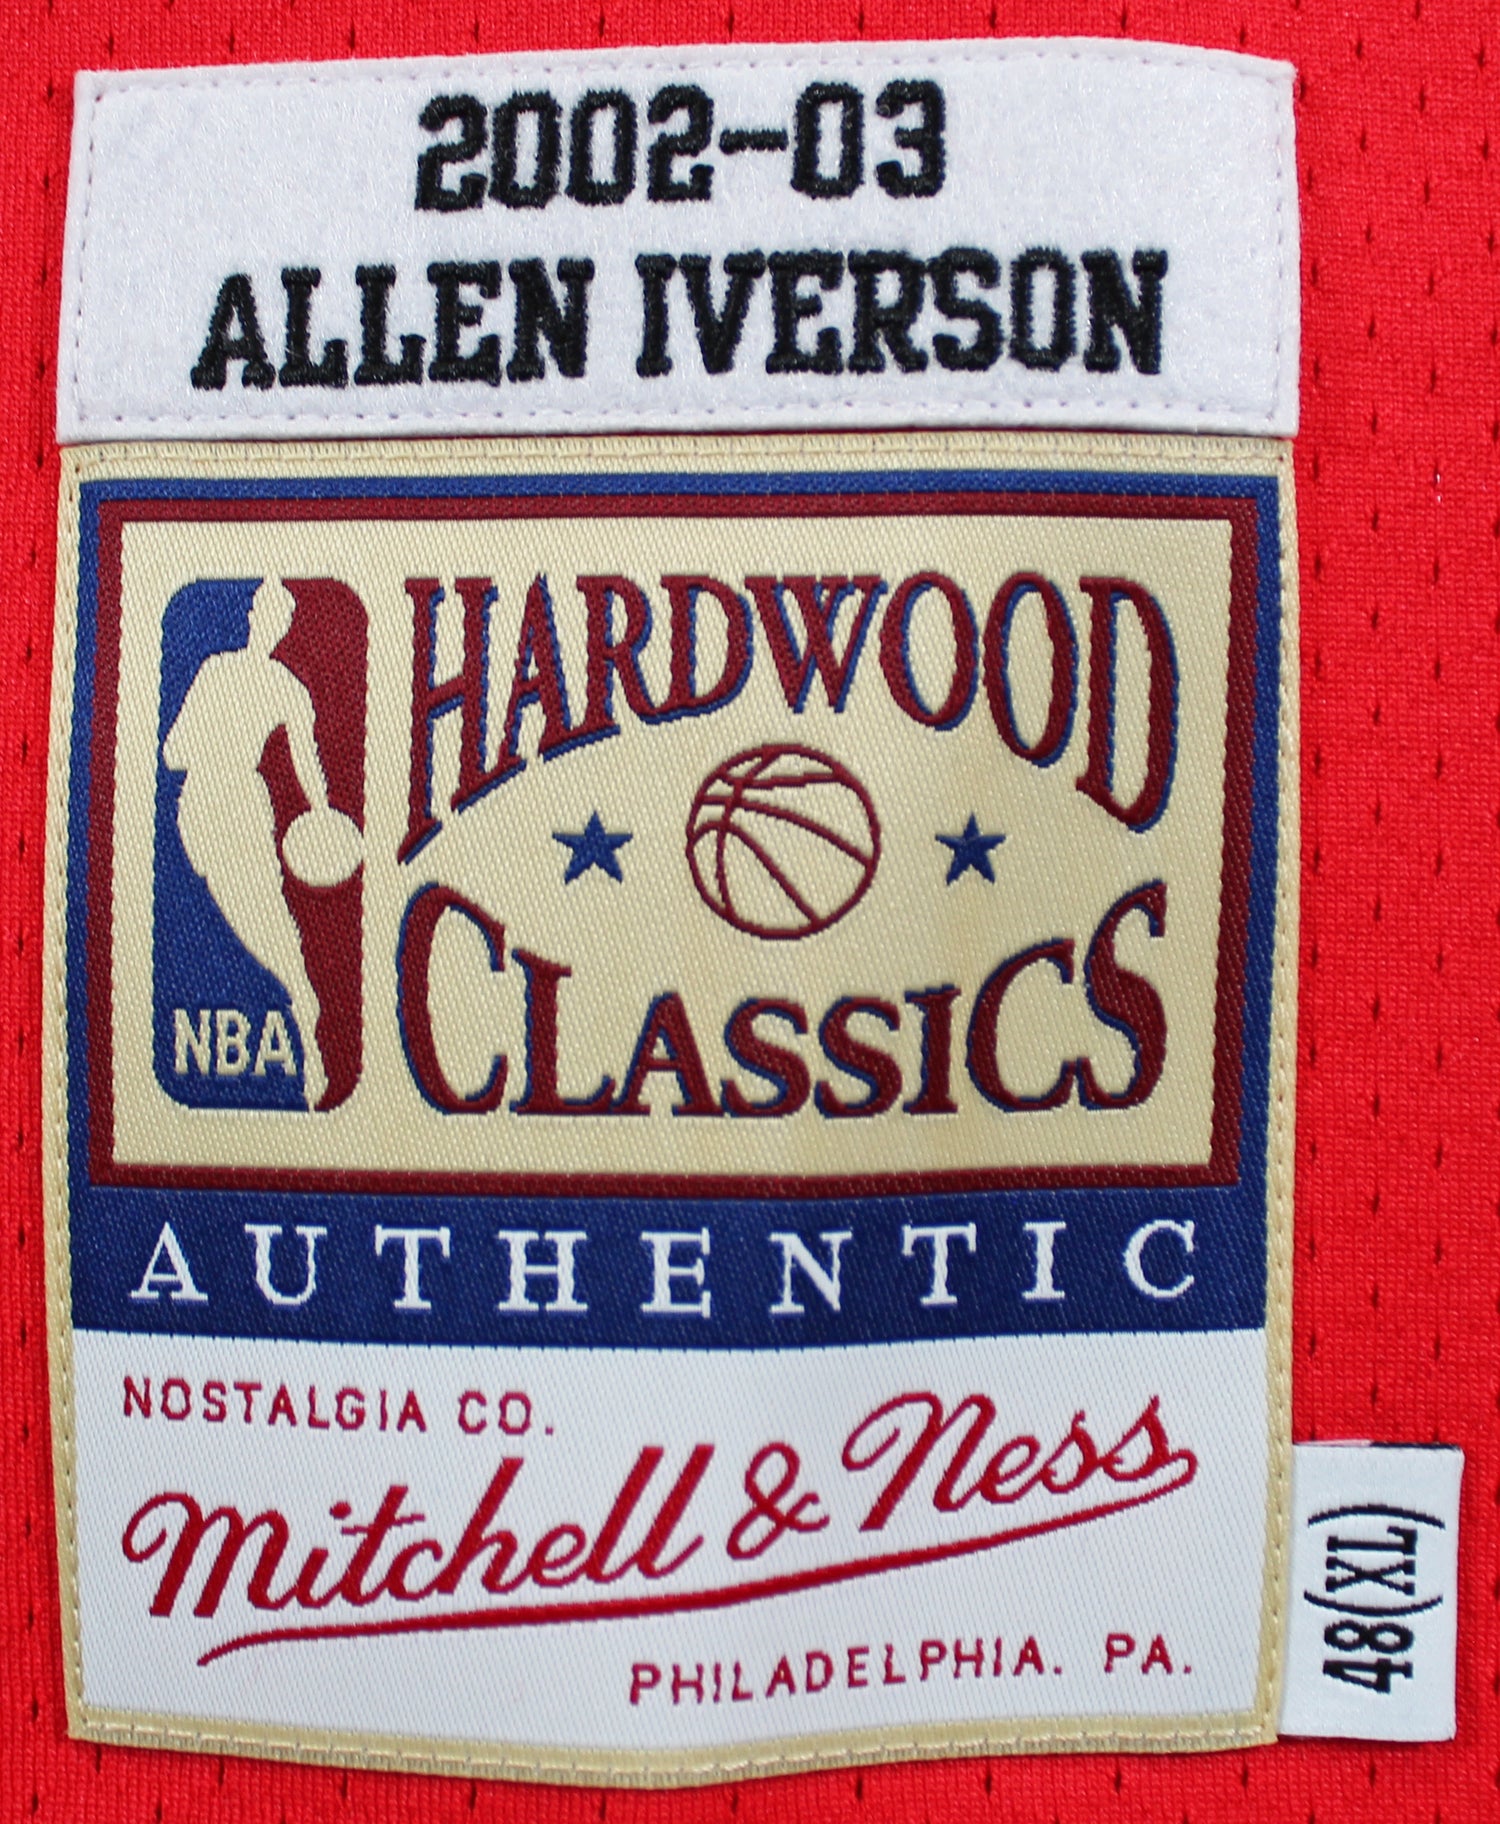 2002-03
ALLEN IVERSON
HARDWOOD
CLASSICS
NBA
AUTHENTIC
NOSTALGIA CO.
Mitchell & Ness
PHILADELPHIA. PA.
48(XL)